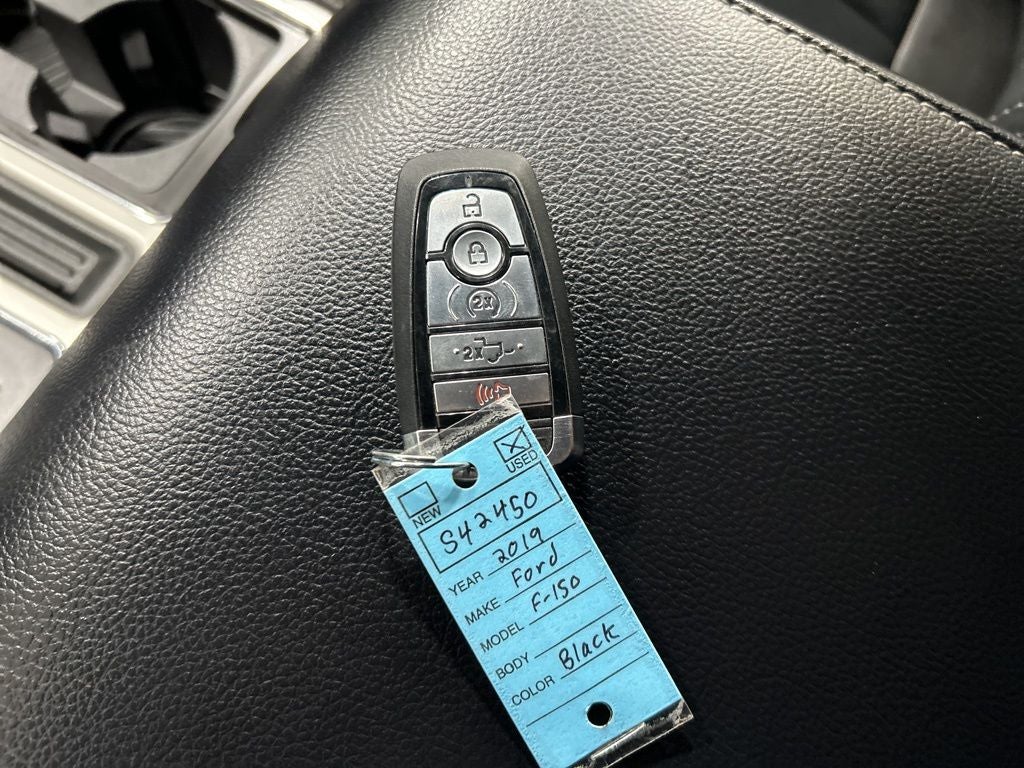 2x
2x
USED
NEW
S42450
YEAR 2019
MAKE Ford
MODEL F-150
BODY
COLOR Black